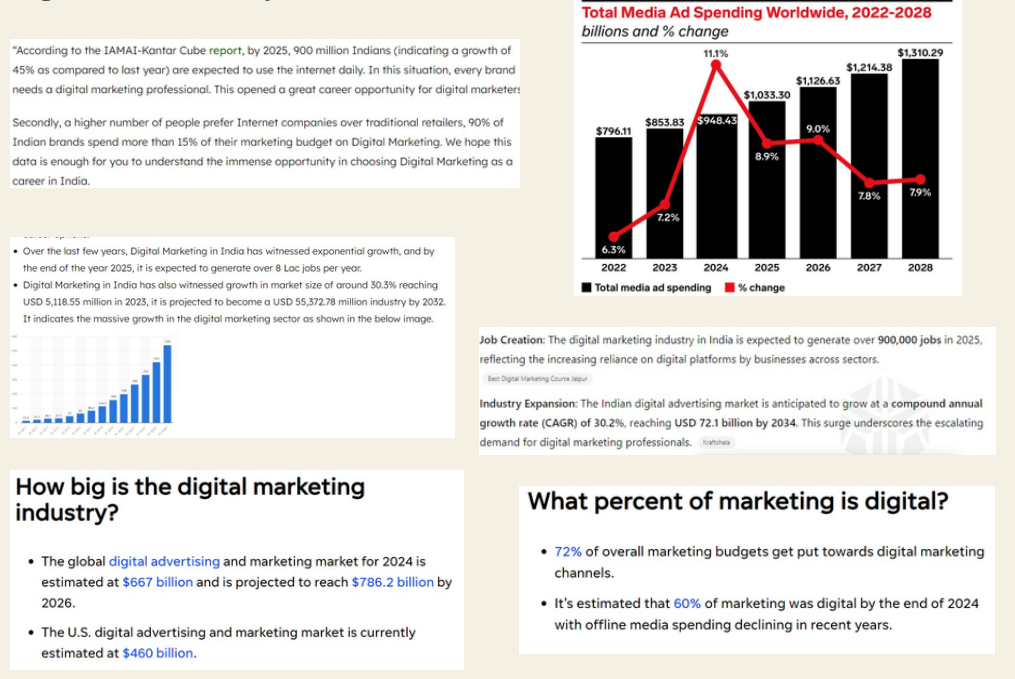 "According to the IAMAI-Kantar Cube report, by 2025, 900 million Indians (indicating a growth of
45% as compared to last year) are expected to use the internet daily. In this situation, every brand
needs a digital marketing professional. This opened a great career opportunity for digital marketers
Secondly, a higher number of people prefer Internet companies over traditional retailers, 90% of
Indian brands spend more than 15% of their marketing budget on Digital Marketing. We hope this
data is enough for you to understand the immense opportunity in choosing Digital Marketing as a
career in India.
Total Media Ad Spending Worldwide, 2022-2028
billions and % change
$796.11
$853.83
$948.43
$1,033.30
$1,126.63
$1,214.38
$1,310.29
6.3%
7.2%
11.1%
8.9%
9.0%
7.8%
7.9%
2022 2023 2024 2025 2026 2027 2028
Total media ad spending % change
• Over the last few years, Digital Marketing in India has witnessed exponential growth, and by
the end of the year 2025, it is expected to generate over 8 Lac jobs per year.
• Digital Marketing in India has also witnessed growth in market size of around 30.3% reaching
USD 5,118.55 million in 2023, it is projected to become a USD 55,372.78 million industry by 2032.
It indicates the massive growth in the digital marketing sector as shown in the below image.
Job Creation: The digital marketing industry in India is expected to generate over 900,000 jobs in 2025,
reflecting the increasing reliance on digital platforms by businesses across sectors.
Best Digital Marketing Course Jaipur
Industry Expansion: The Indian digital advertising market is anticipated to grow at a compound annual
growth rate (CAGR) of 30.2%, reaching USD 72.1 billion by 2034. This surge underscores the escalating
demand for digital marketing professionals. Kraftshala
How big is the digital marketing
industry?
• The global digital advertising and marketing market for 2024 is
estimated at $667 billion and is projected to reach $786.2 billion by
2026.
• The U.S. digital advertising and marketing market is currently
estimated at $460 billion.
What percent of marketing is digital?
• 72% of overall marketing budgets get put towards digital marketing
channels.
• It's estimated that 60% of marketing was digital by the end of 2024
with offline media spending declining in recent years.